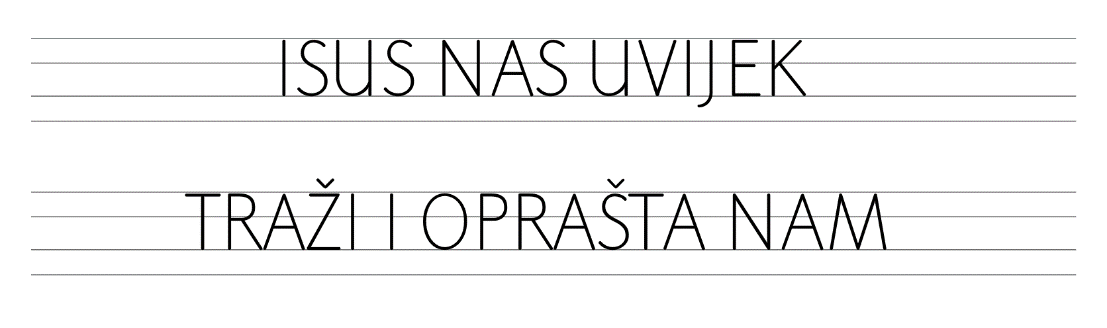 ISUS NAS UVIJEK
TRAŽI I OPRAŠTA NAM